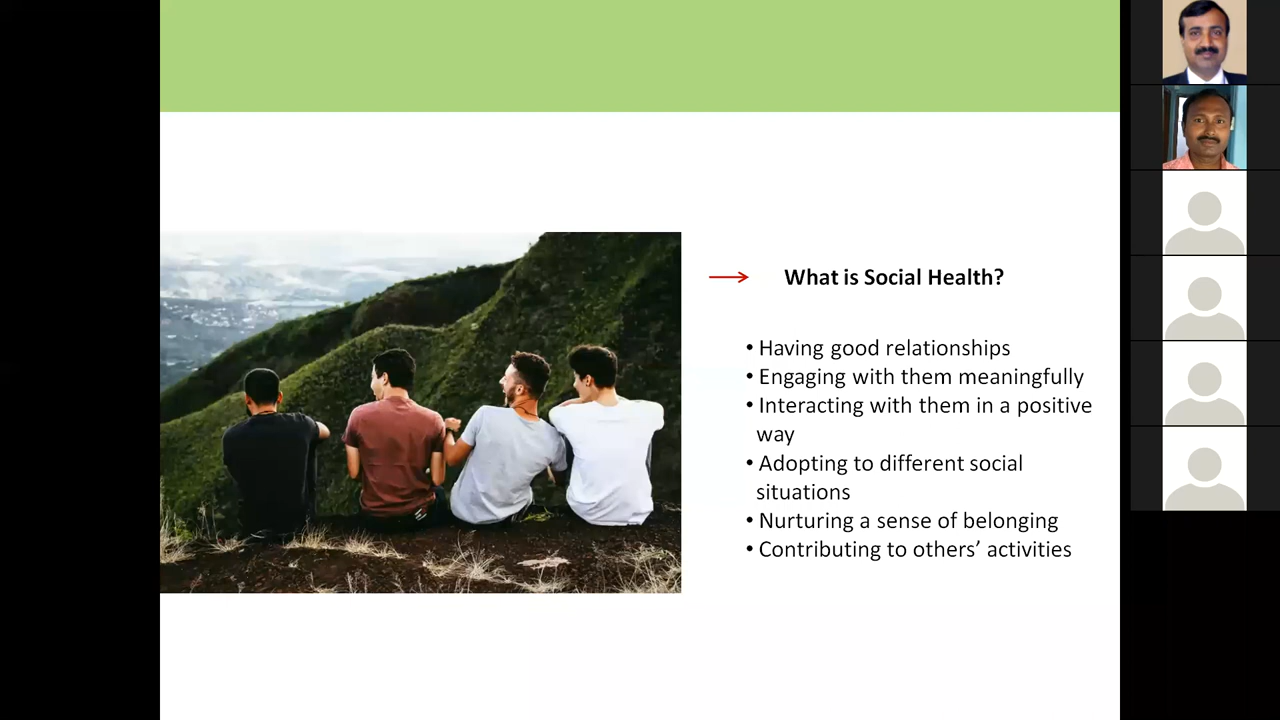 What is Social Health?
• Having good relationships
• Engaging with them meaningfully
• Interacting with them in a positive
way
• Adopting to different social
situations
• Nurturing a sense of belonging
• Contributing to others’ activities